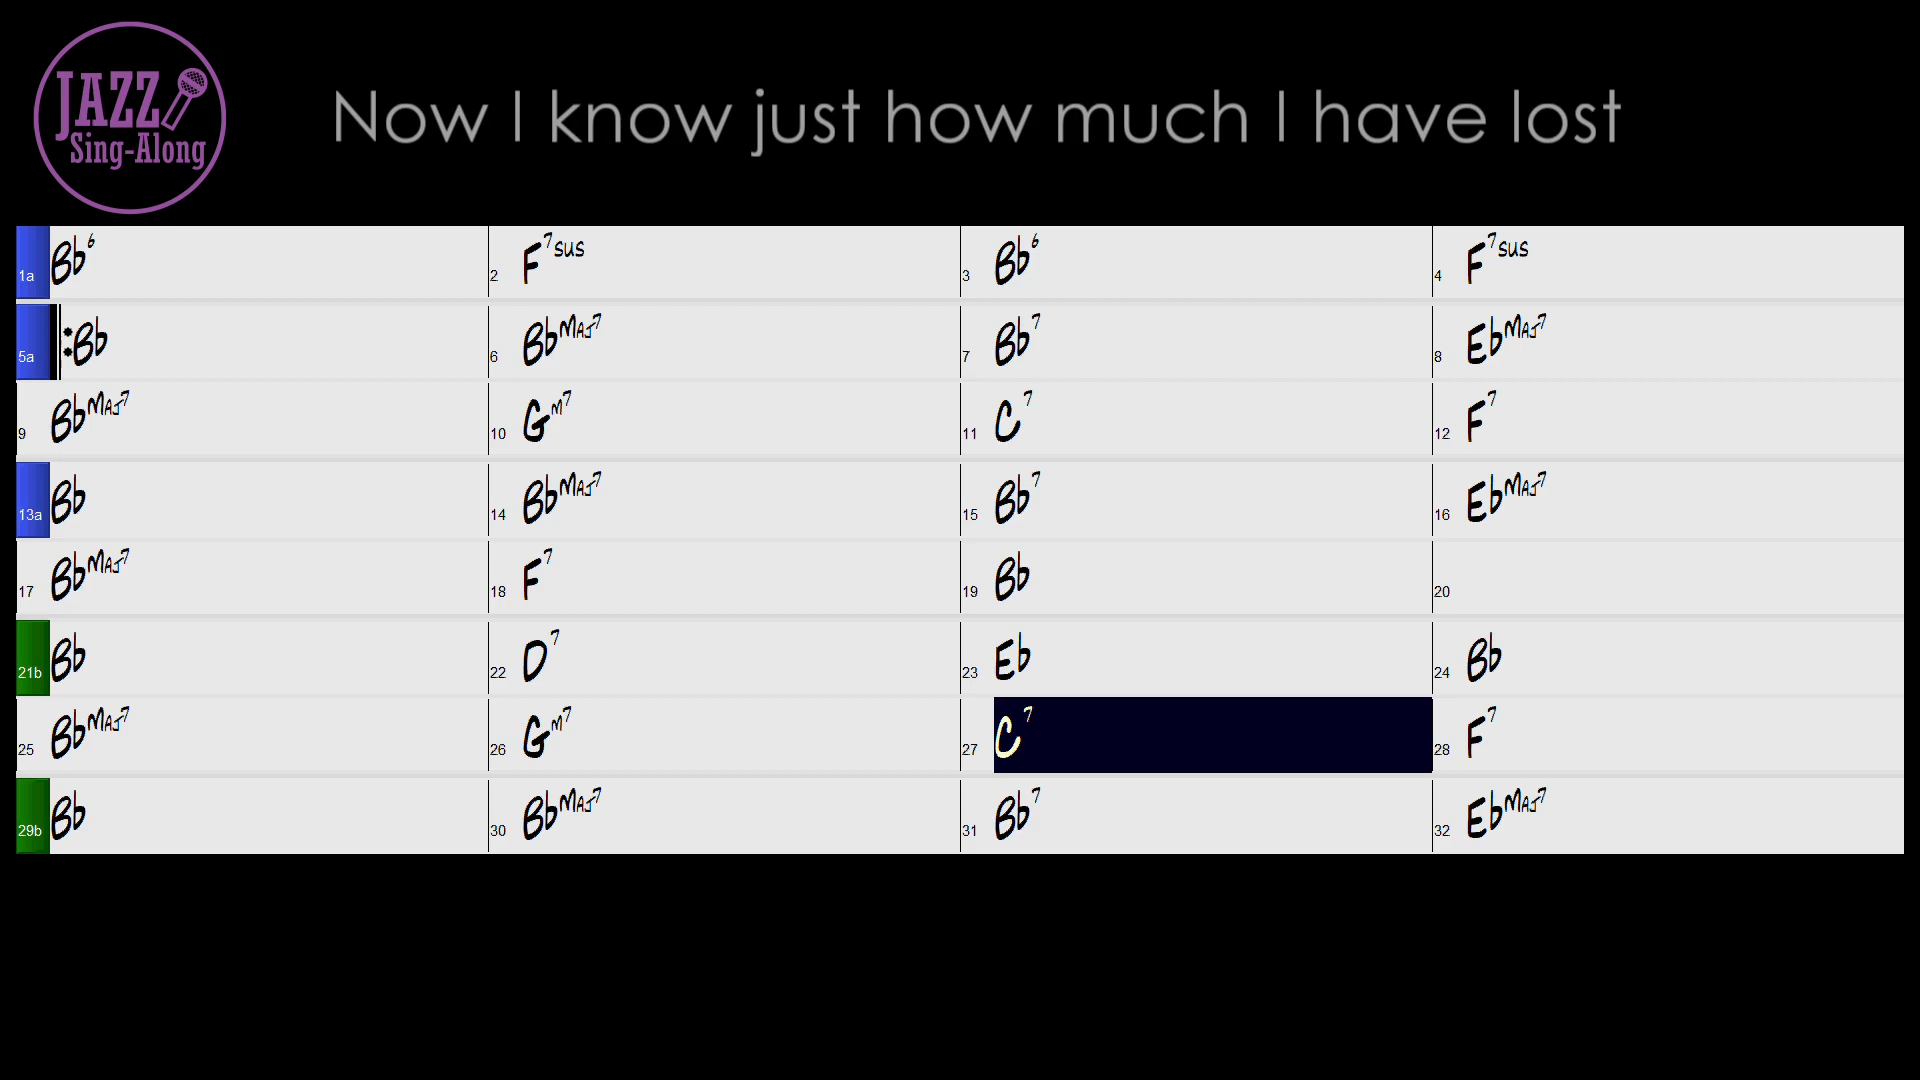 JAZZ
Sing-Along
Now I know just how much I have lost
1a Bb6 2 F7sus 3 Bb6 4 F7sus
5a Bb 6 BbMaj7 7 Bb7 8 EbMaj7
9 BbMaj7 10 Gm7 11 C7 12 F7
13a Bb 14 BbMaj7 15 Bb7 16 EbMaj7
17 BbMaj7 18 F7 19 Bb 20
21b Bb 22 D7 23 Eb 24 Bb
25 BbMaj7 26 Gm7 27 C7 28 F7
29b Bb 30 BbMaj7 31 Bb7 32 EbMaj7